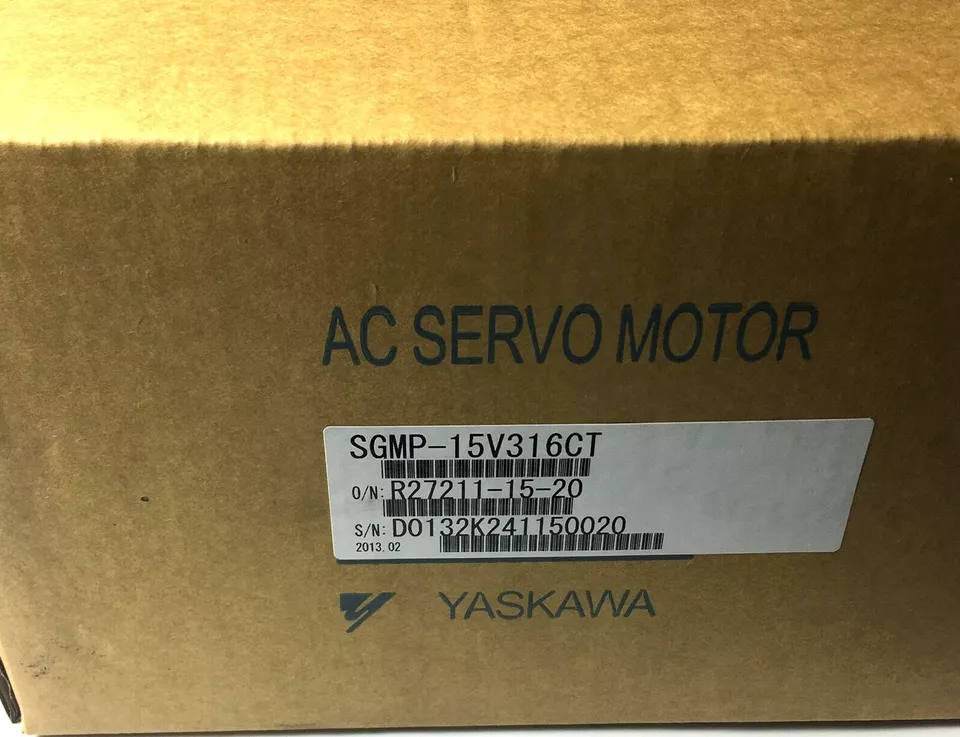 AC SERVO MOTOR
SGMP-15V316CT
O/N: R27211-15-20
S/N: D0132K241150020
2013.02
YASKAWA